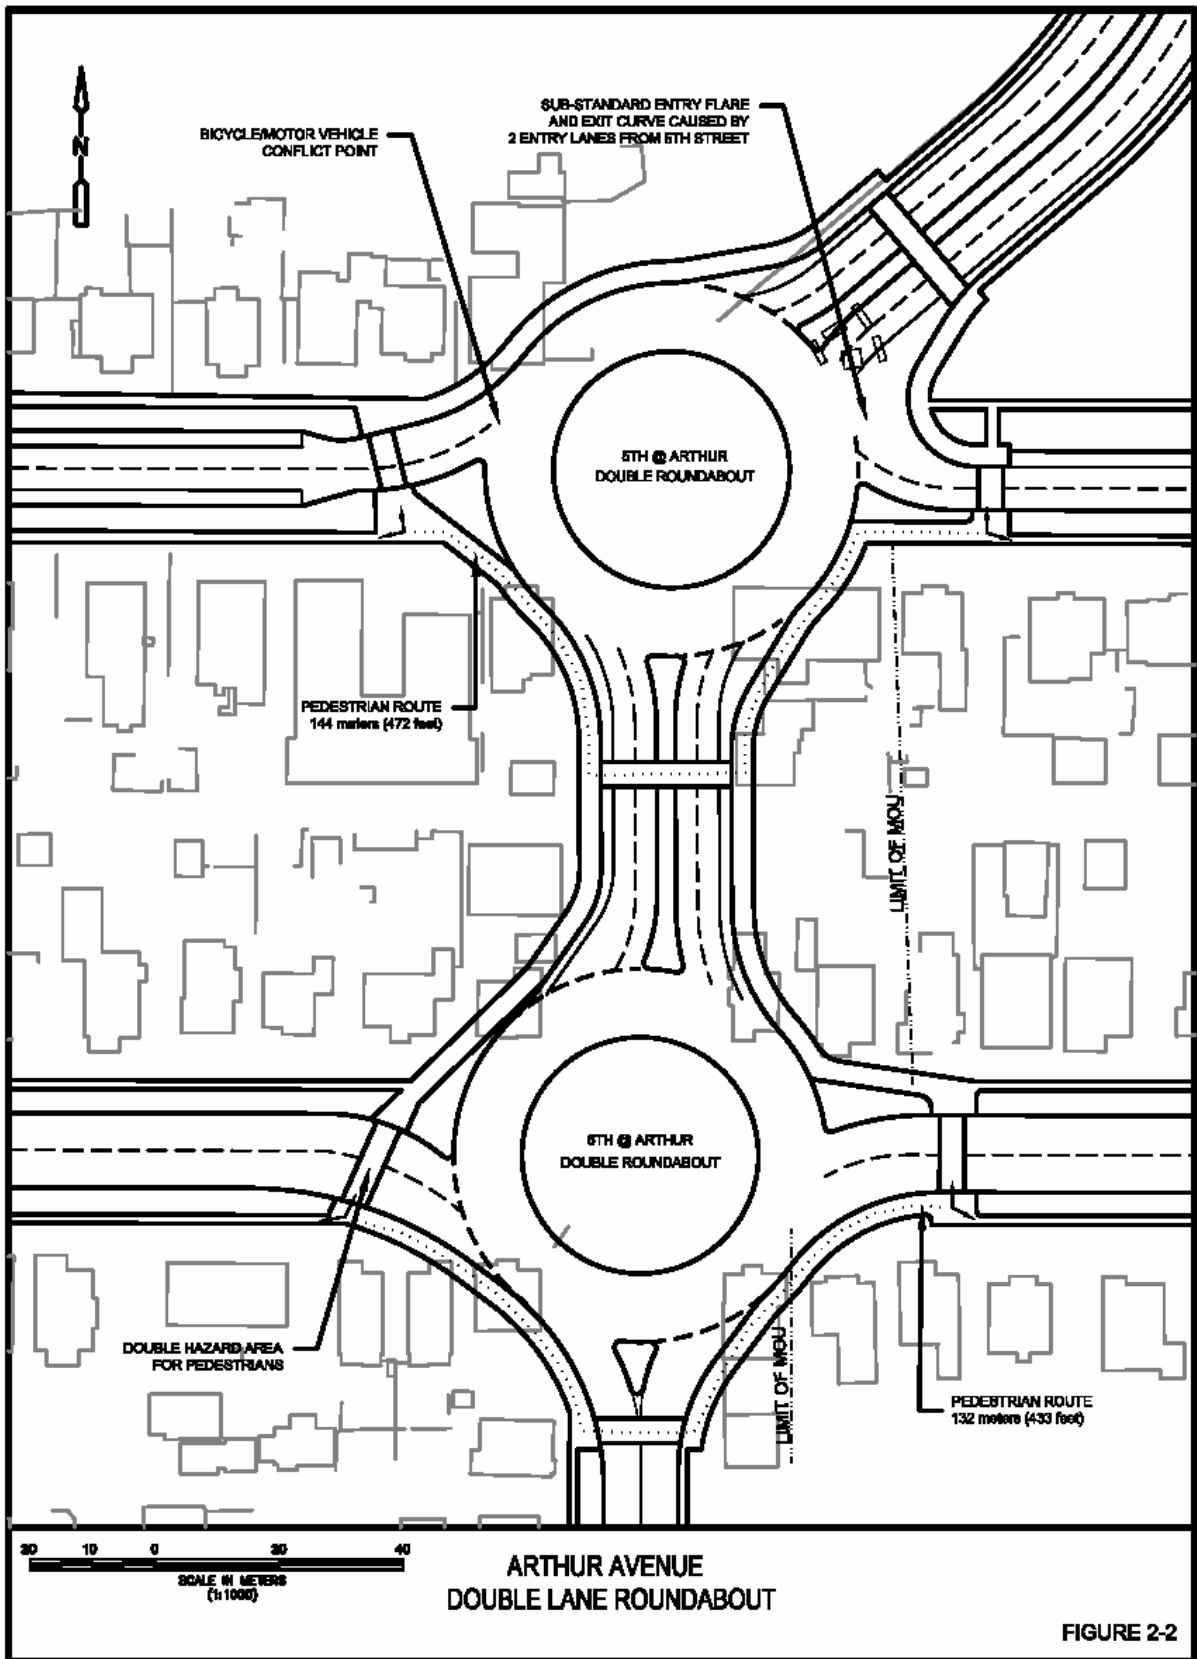 N
BICYCLE/MOTOR VEHICLE
CONFLICT POINT
SUB-STANDARD ENTRY FLARE
AND EXIT CURVE CAUSED BY
2 ENTRY LANES FROM 5TH STREET
5TH @ ARTHUR
DOUBLE ROUNDABOUT
PEDESTRIAN ROUTE
144 meters (472 feet)
LIMIT OF MOU
6TH @ ARTHUR
DOUBLE ROUNDABOUT
DOUBLE HAZARD AREA
FOR PEDESTRIANS
LIMIT OF MOU
PEDESTRIAN ROUTE
132 meters (433 feet)
20 10 0 20 40
SCALE IN METERS
(1:1000)
ARTHUR AVENUE
DOUBLE LANE ROUNDABOUT
FIGURE 2-2